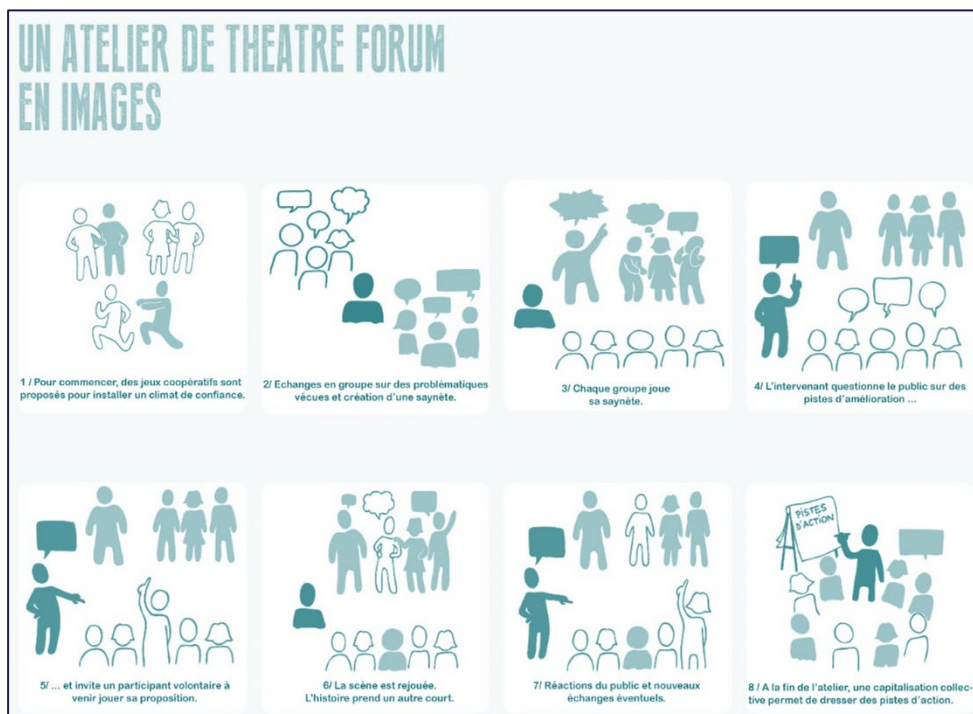 UN ATELIER DE THEATRE FORUM
EN IMAGES
1 / Pour commencer, des jeux coopératifs sont
proposés pour installer un climat de confiance.
2/ Echanges en groupe sur des problématiques
vécues et création d'une saynète.
3/ Chaque groupe joue
sa saynète.
4/ L'intervenant questionne le public sur des
pistes d'amélioration ...
5/ ... et invite un participant volontaire à
venir jouer sa proposition.
6/ La scène est rejouée.
L'histoire prend un autre court.
7/ Réactions du public et nouveaux
échanges éventuels.
PISTES
D'ACTION
8 / A la fin de l'atelier, une capitalisation collec-
tive permet de dresser des pistes d'action.